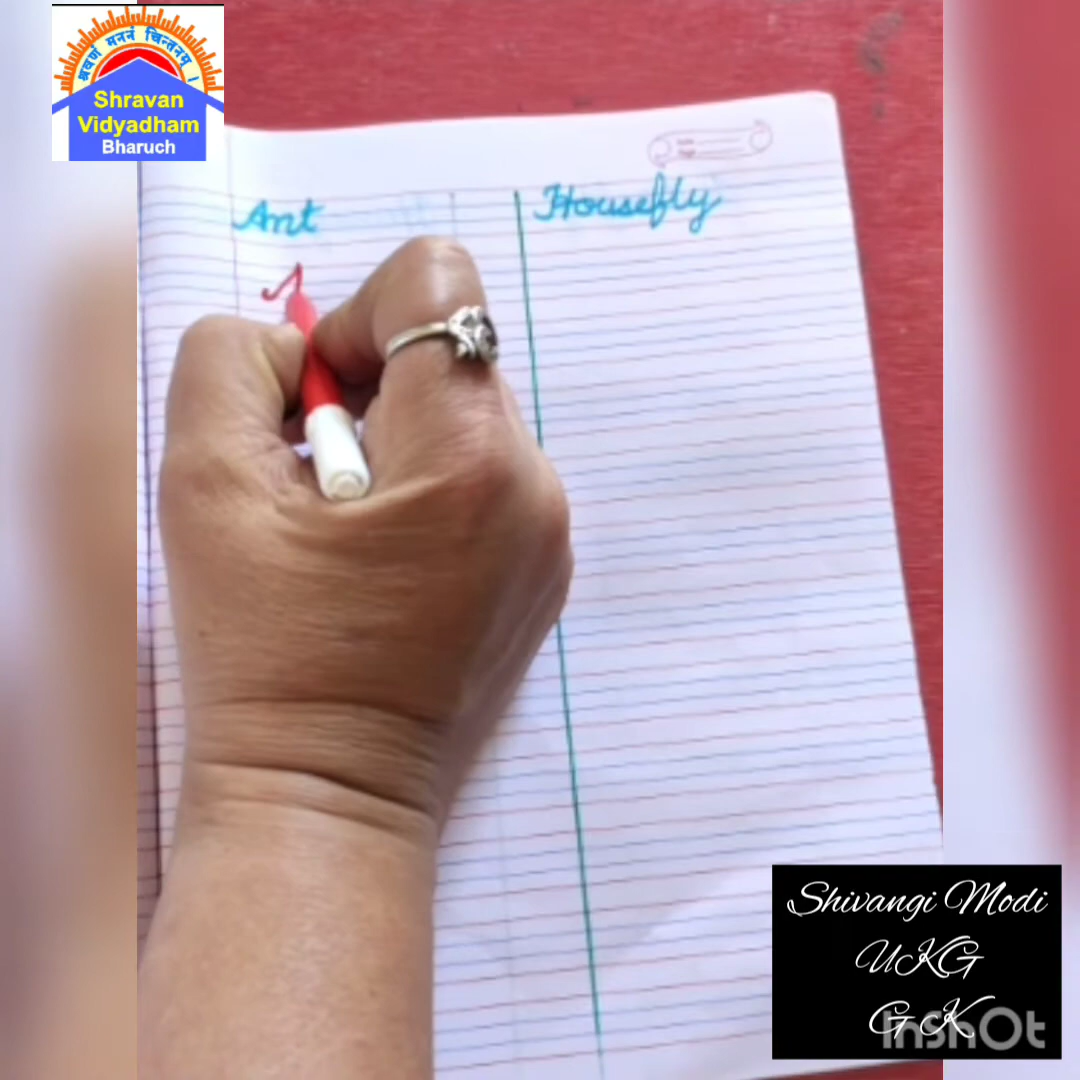 श्रवणं मननं चिन्तनम् ।
Shravan
Vidyadham
Bharuch
Ant
Housefly
Shivangi Modi
UKG
GK
InShOt